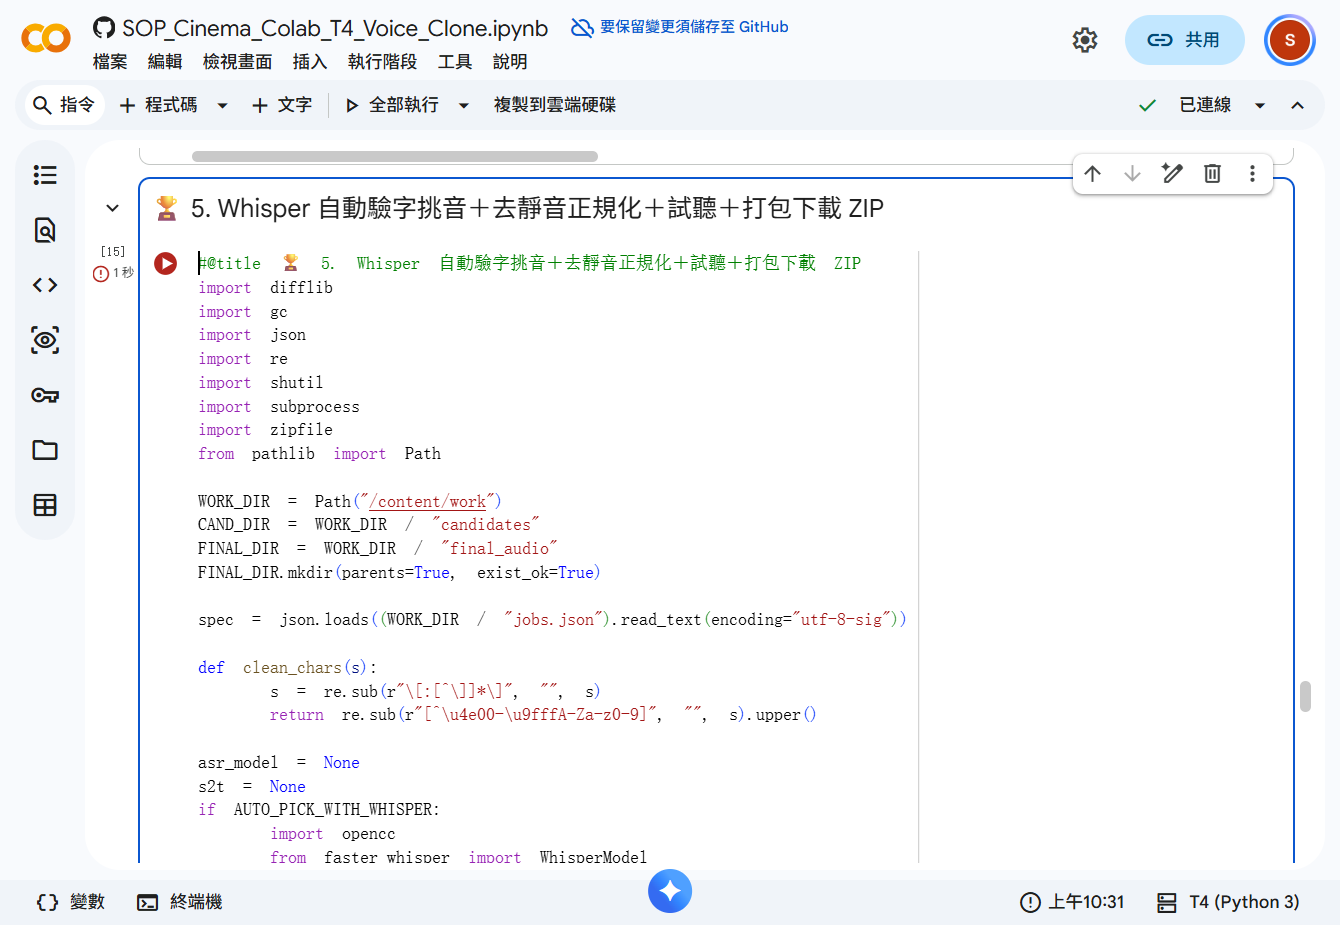 SOP_Cinema_Colab_T4_Voice_Clone.ipynb 要保留變更須儲存至 GitHub
檔案 編輯 檢視畫面 插入 執行階段 工具 說明
共用
S
指令 + 程式碼 + 文字 全部執行 複製到雲端硬碟 已連線
🏆 5. Whisper 自動驗字挑音＋去靜音正規化＋試聽＋打包下載 ZIP
[15]
1 秒
#@title 🏆 5. Whisper 自動驗字挑音＋去靜音正規化＋試聽＋打包下載 ZIP
import difflib
import gc
import json
import re
import shutil
import subprocess
import zipfile
from pathlib import Path
WORK_DIR = Path("/content/work")
CAND_DIR = WORK_DIR / "candidates"
FINAL_DIR = WORK_DIR / "final_audio"
FINAL_DIR.mkdir(parents=True, exist_ok=True)
spec = json.loads((WORK_DIR / "jobs.json").read_text(encoding="utf-8-sig"))
def clean_chars(s):
s = re.sub(r"\[:[^\]]*\]", "", s)
return re.sub(r"[^\u4e00-\u9fffA-Za-z0-9]", "", s).upper()
asr_model = None
s2t = None
if AUTO_PICK_WITH_WHISPER:
import opencc
from faster_whisper import WhisperModel
變數 終端機 上午10:31 T4 (Python 3)